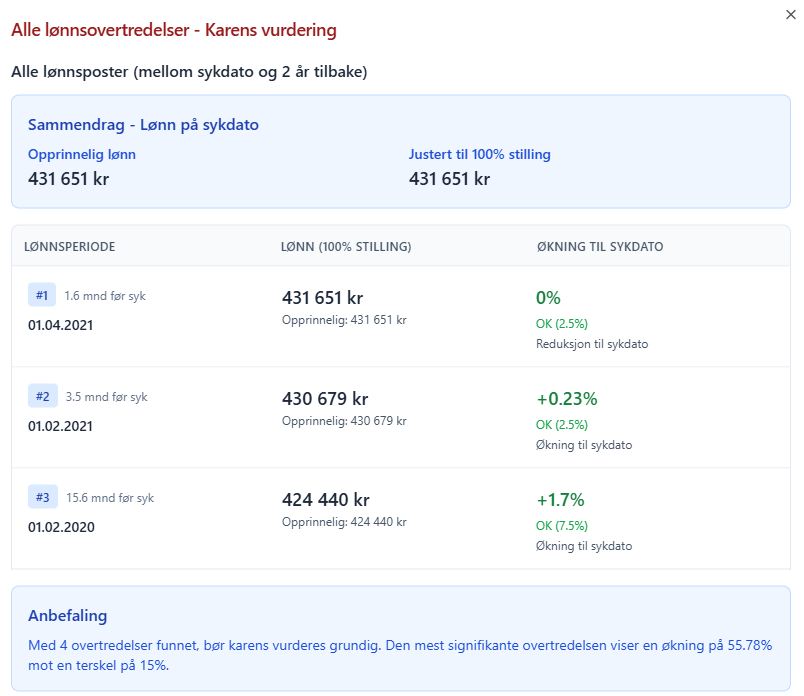 Alle lønnsovertredelser - Karens vurdering
Alle lønnsposter (mellom sykdato og 2 år tilbake)
Sammendrag - Lønn på sykdato
Opprinnelig lønn
431 651 kr
Justert til 100% stilling
431 651 kr
LØNNSPERIODE LØNN (100% STILLING) ØKNING TIL SYKDATO
#1 1.6 mnd før syk
01.04.2021
431 651 kr
Opprinnelig: 431 651 kr
0%
OK (2.5%)
Reduksjon til sykdato
#2 3.5 mnd før syk
01.02.2021
430 679 kr
Opprinnelig: 430 679 kr
+0.23%
OK (2.5%)
Økning til sykdato
#3 15.6 mnd før syk
01.02.2020
424 440 kr
Opprinnelig: 424 440 kr
+1.7%
OK (7.5%)
Økning til sykdato
Anbefaling
Med 4 overtredelser funnet, bør karens vurderes grundig. Den mest signifikante overtredelsen viser en økning på 55.78%
mot en terskel på 15%.